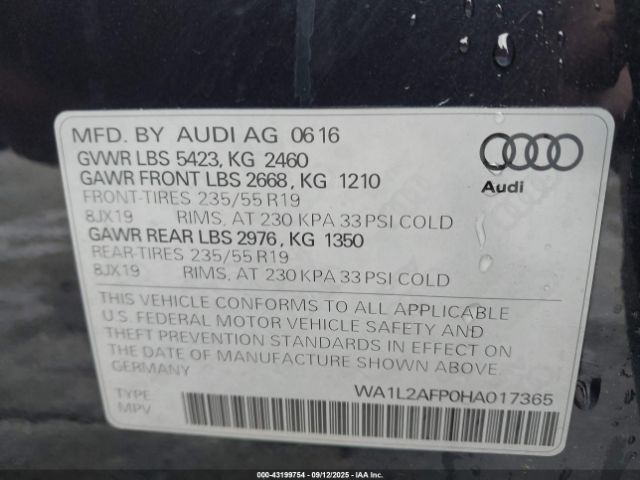 MFD. BY AUDI AG 0616
GVWR LBS 5423, KG 2460
GAWR FRONT LBS 2668, KG 1210
FRONT-TIRES 235/55 R19
8JX19 RIMS, AT 230 KPA 33 PSI COLD
GAWR REAR LBS 2976, KG 1350
REAR-TIRES 235/55 R19
8JX19 RIMS, AT 230 KPA 33 PSI COLD
Audi
THIS VEHICLE CONFORMS TO ALL APPLICABLE
U.S. FEDERAL MOTOR VEHICLE SAFETY AND
THEFT PREVENTION STANDARDS IN EFFECT ON
THE DATE OF MANUFACTURE SHOWN ABOVE.
GERMANY
TYPE WA1L2AFP0HA017365
MPV
000-43199754 - 09/12/2025 - IAA, Inc.